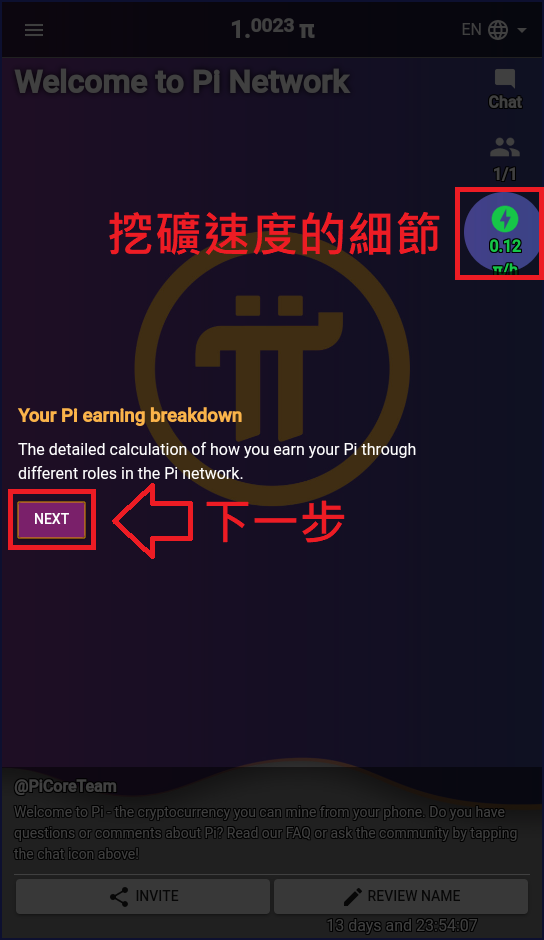 1.0023 π
EN
Welcome to Pi Network
Chat
1/1
挖礦速度的細節
0.12
π/h
Your Pi earning breakdown
The detailed calculation of how you earn your Pi through
different roles in the Pi network.
NEXT
下一步
@PiCoreTeam
Welcome to Pi - the cryptocurrency you can mine from your phone. Do you have
questions or comments about Pi? Read our FAQ or ask the community by tapping
the chat icon above!
INVITE
REVIEW NAME
13 days and 23:54:07